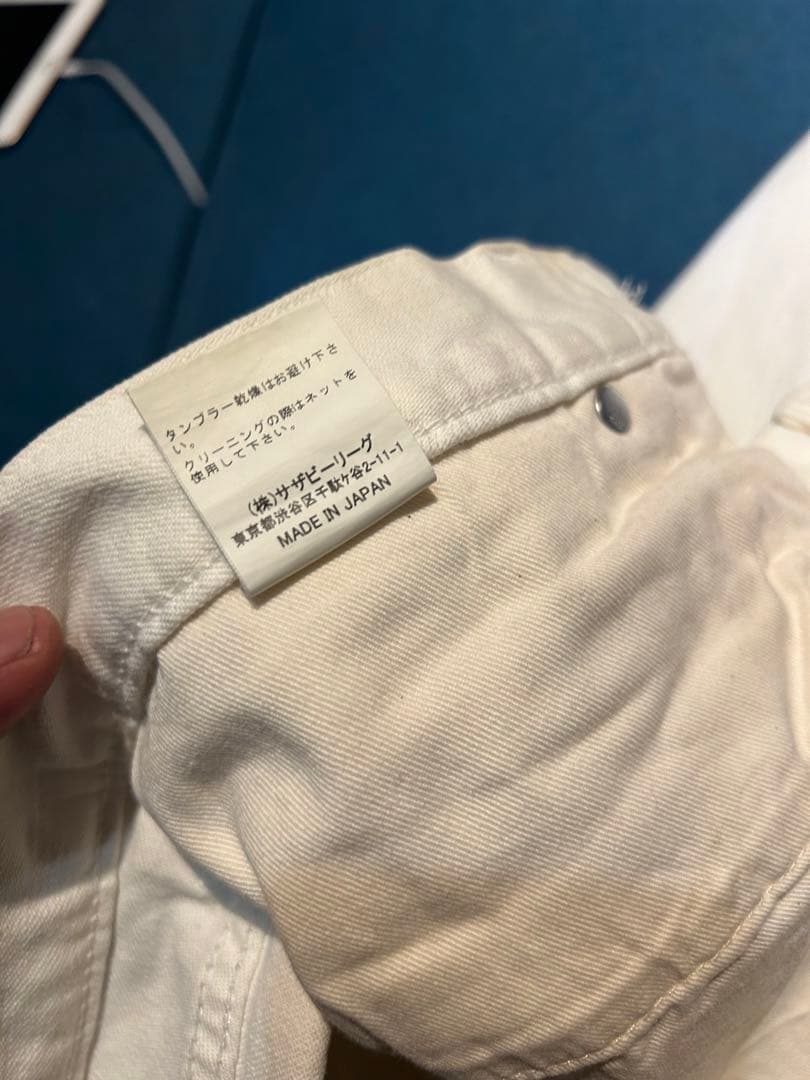 タンブラー乾燥はお避け下さ
い。
クリーニングの際はネットを
使用して下さい。
(株)サザビーリーグ
東京都渋谷区千駄ケ谷2-11-1
MADE IN JAPAN